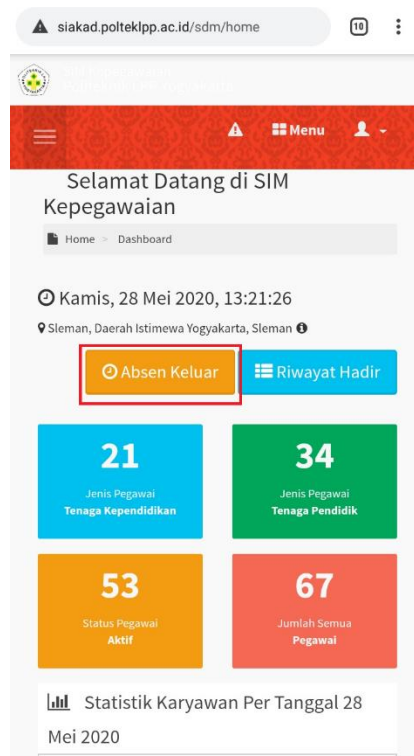 siakad.polteklpp.ac.id/sdm/home
10
Menu
Selamat Datang di SIM
Kepegawaian
Home > Dashboard
Kamis, 28 Mei 2020, 13:21:26
Sleman, Daerah Istimewa Yogyakarta, Sleman
Absen Keluar
Riwayat Hadir
21
Jenis Pegawai
Tenaga Kependidikan
34
Jenis Pegawai
Tenaga Pendidik
53
Status Pegawai
Aktif
67
Jumlah Semua
Pegawai
Statistik Karyawan Per Tanggal 28
Mei 2020